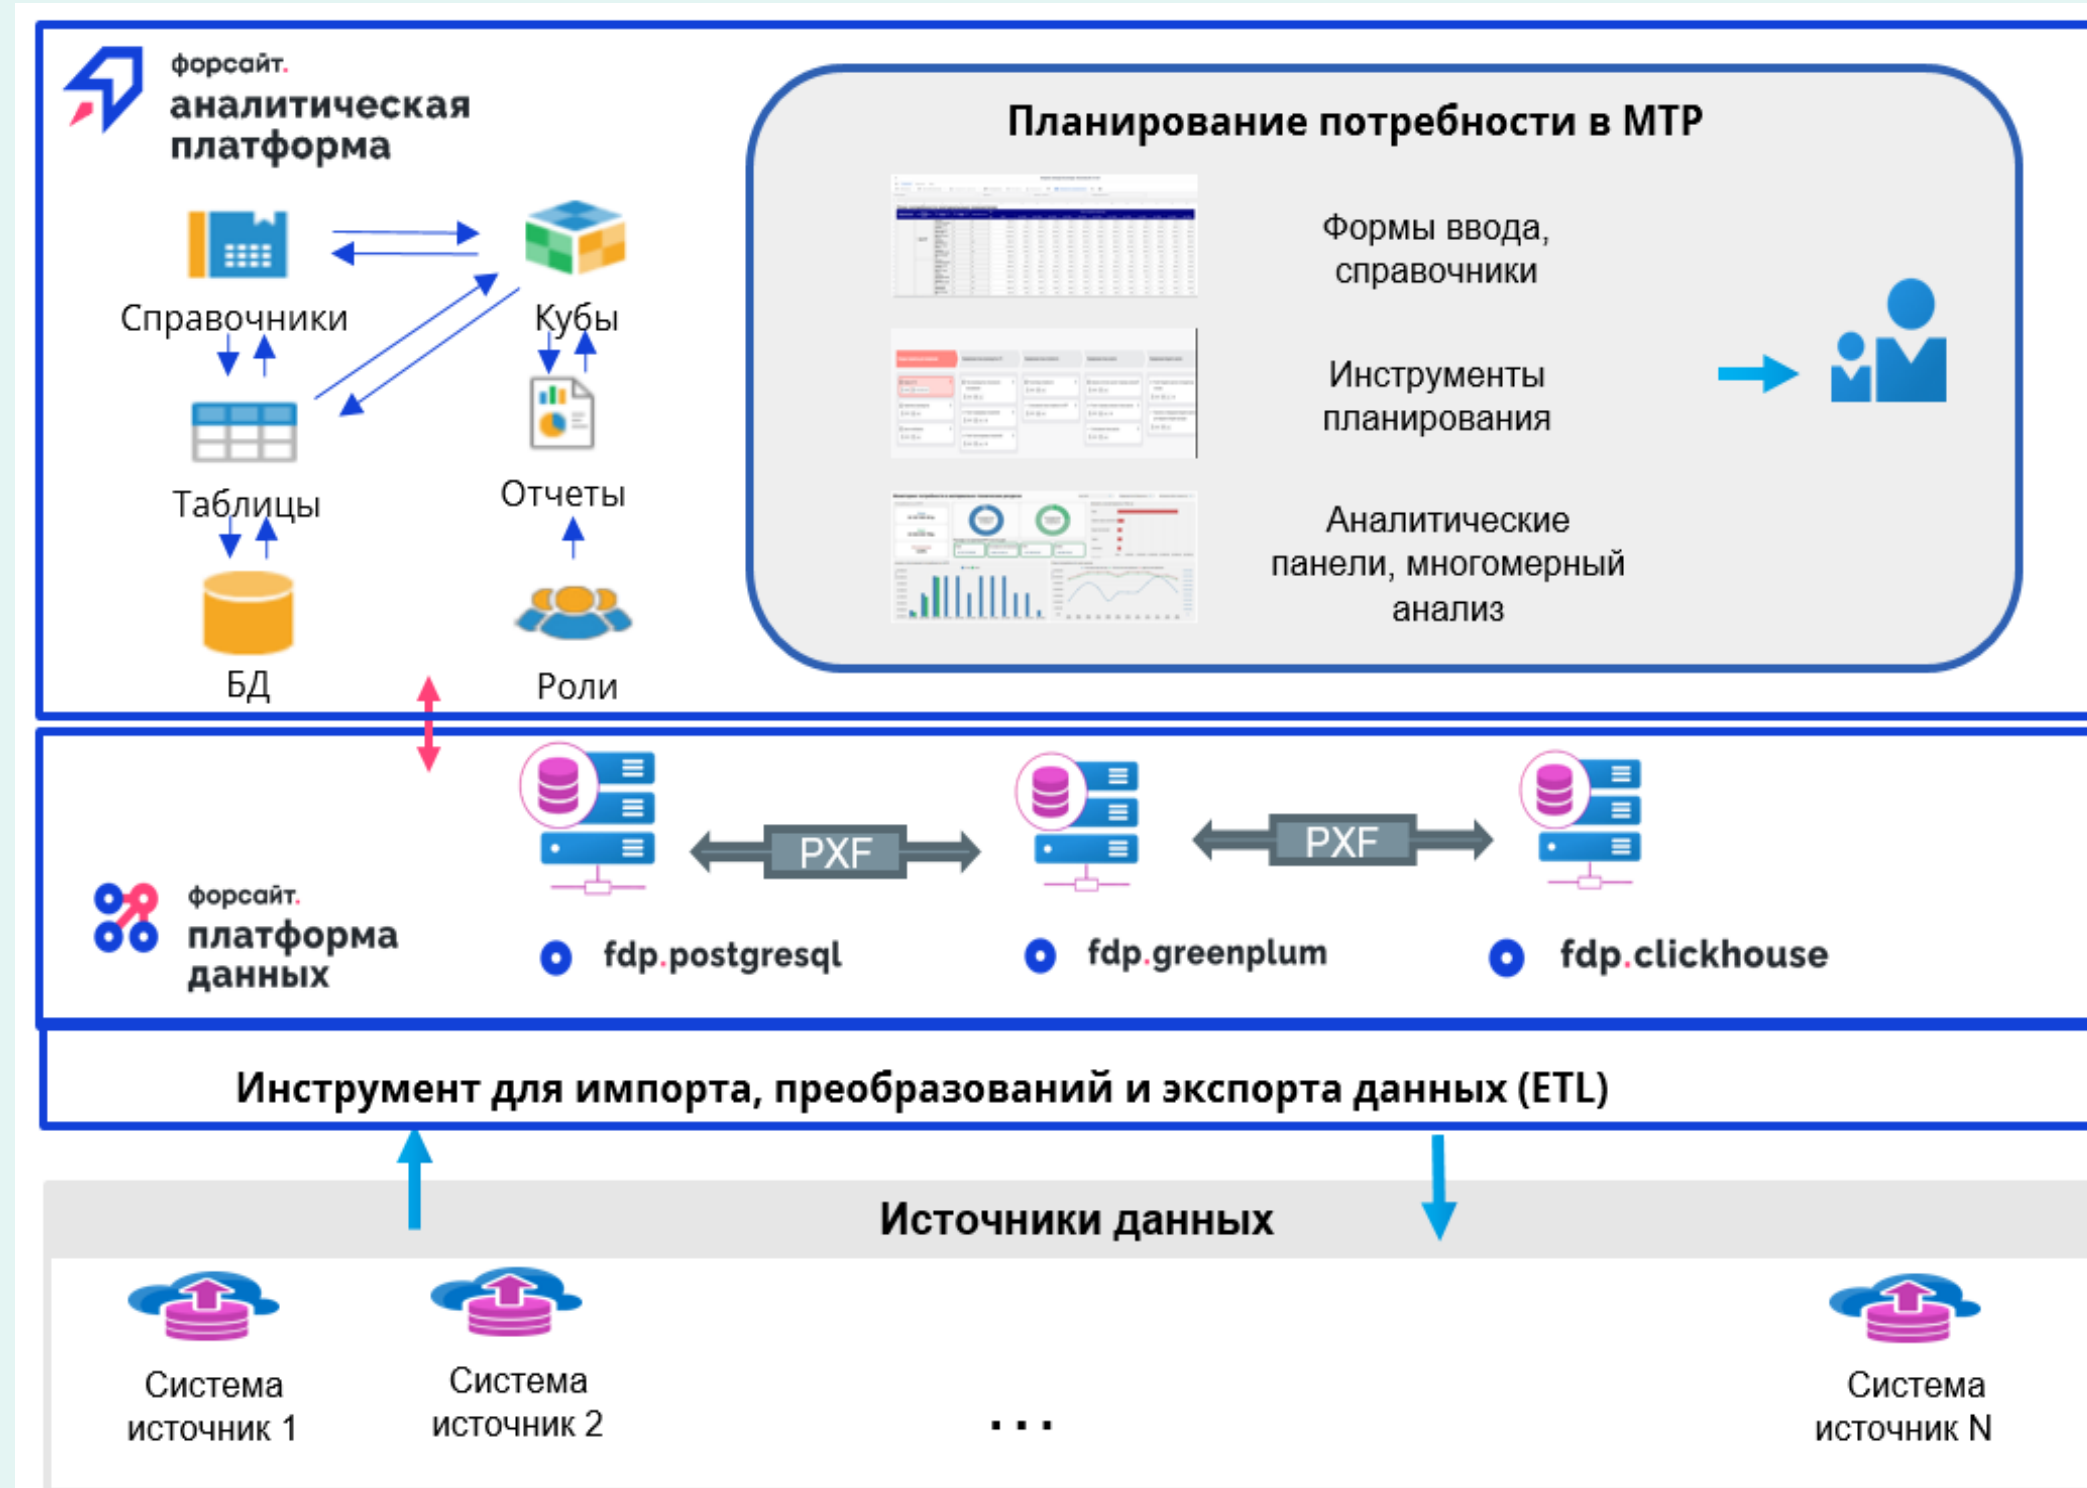 форсайт.
аналитическая
платформа
Справочники
Кубы
Таблицы
Отчеты
БД
Роли
Планирование потребности в МТР
Формы ввода,
справочники
Инструменты
планирования
Аналитические
панели, многомерный
анализ
форсайт.
платформа
данных
PXF
PXF
fdp.postgresql
fdp.greenplum
fdp.clickhouse
Инструмент для импорта, преобразований и экспорта данных (ETL)
Источники данных
Система
источник 1
Система
источник 2
...
Система
источник N